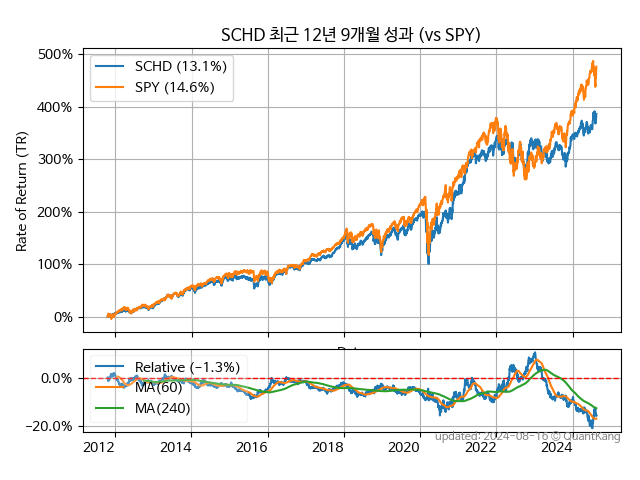 SCHD 최근 12년 9개월 성과 (vs SPY)
500%
400%
300%
200%
100%
0%
Rate of Return (TR)
SCHD (13.1%)
SPY (14.6%)
0.0%
−20.0%
Relative (−1.3%)
MA(60)
MA(240)
2012 2014 2016 2018 2020 2022 2024
updated: 2024-08-16 © QuantKang